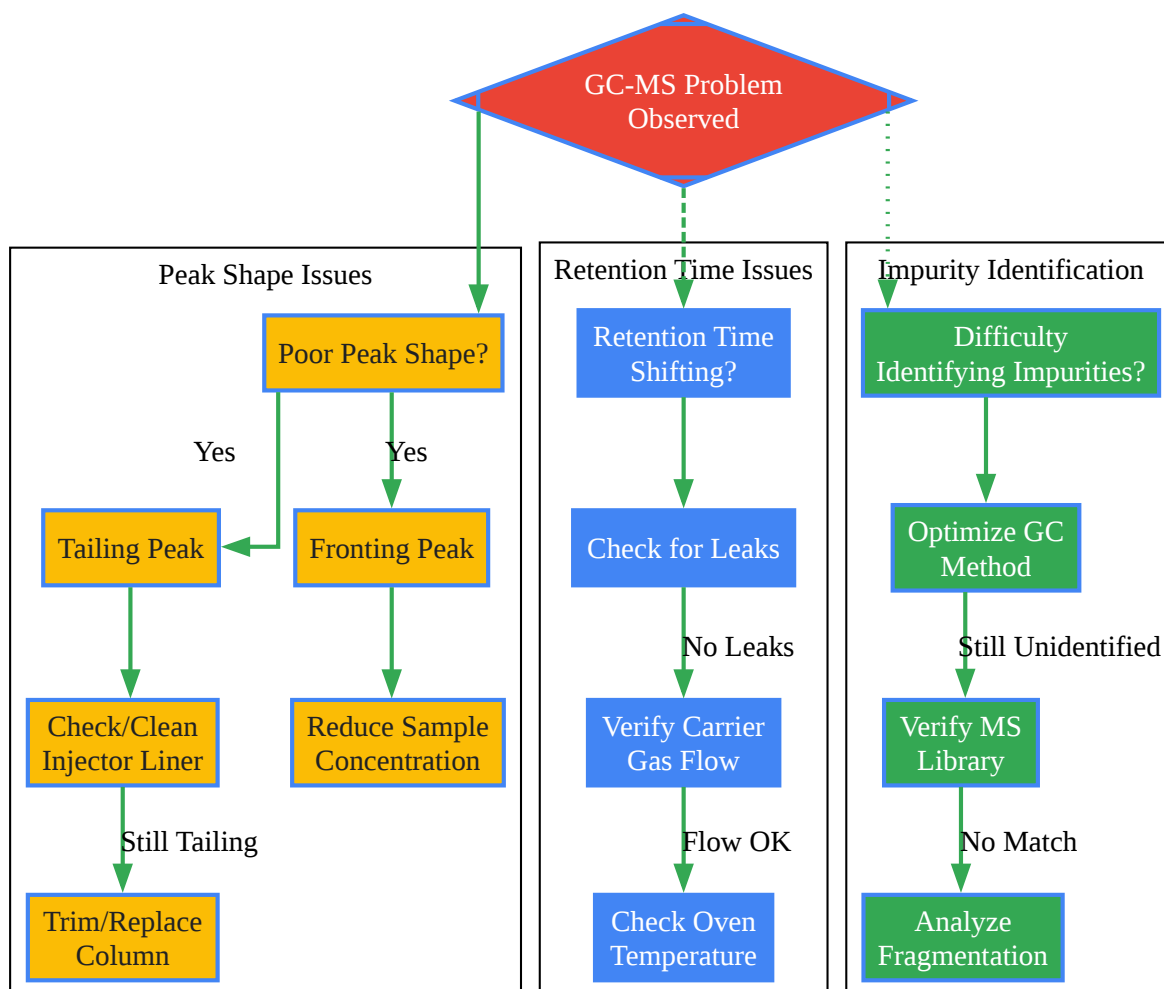 GC-MS Problem
Observed
Peak Shape Issues
Poor Peak Shape?
Yes
Yes
Tailing Peak
Fronting Peak
Check/Clean
Injector Liner
Reduce Sample
Concentration
Still Tailing
Trim/Replace
Column
Retention Time Issues
Retention Time
Shifting?
Check for Leaks
No Leaks
Verify Carrier
Gas Flow
Flow OK
Check Oven
Temperature
Impurity Identification
Difficulty
Identifying Impurities?
Optimize GC
Method
Still Unidentified
Verify MS
Library
No Match
Analyze
Fragmentation